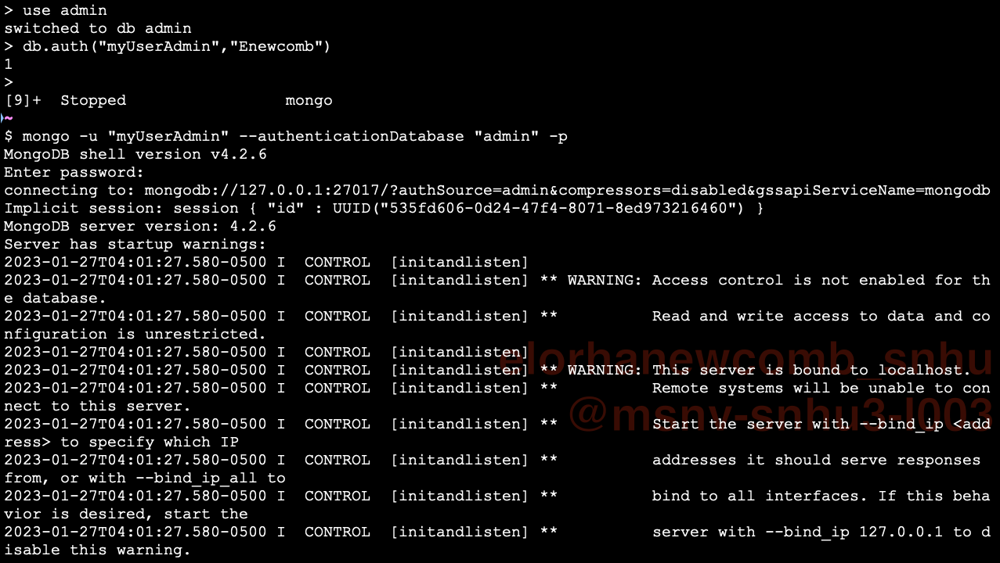 > use admin
switched to db admin
> db.auth("myUserAdmin","Enewcomb")
1
>
[9]+  Stopped                 mongo
~
$ mongo -u "myUserAdmin" --authenticationDatabase "admin" -p
MongoDB shell version v4.2.6
Enter password:
connecting to: mongodb://127.0.0.1:27017/?authSource=admin&compressors=disabled&gssapiServiceName=mongodb
Implicit session: session { "id" : UUID("535fd606-0d24-47f4-8071-8ed973216460") }
MongoDB server version: 4.2.6
Server has startup warnings:
2023-01-27T04:01:27.580-0500 I  CONTROL  [initandlisten]
2023-01-27T04:01:27.580-0500 I  CONTROL  [initandlisten] ** WARNING: Access control is not enabled for th
e database.
2023-01-27T04:01:27.580-0500 I  CONTROL  [initandlisten] **          Read and write access to data and co
nfiguration is unrestricted.
2023-01-27T04:01:27.580-0500 I  CONTROL  [initandlisten]
2023-01-27T04:01:27.580-0500 I  CONTROL  [initandlisten] ** WARNING: This server is bound to localhost.
2023-01-27T04:01:27.580-0500 I  CONTROL  [initandlisten] **          Remote systems will be unable to con
nect to this server.
2023-01-27T04:01:27.580-0500 I  CONTROL  [initandlisten] **          Start the server with --bind_ip <add
ress> to specify which IP
2023-01-27T04:01:27.580-0500 I  CONTROL  [initandlisten] **          addresses it should serve responses
from, or with --bind_ip_all to
2023-01-27T04:01:27.580-0500 I  CONTROL  [initandlisten] **          bind to all interfaces. If this beha
vior is desired, start the
2023-01-27T04:01:27.580-0500 I  CONTROL  [initandlisten] **          server with --bind_ip 127.0.0.1 to d
isable this warning.
elorhanewcomb_snhu
@msnv-snhu3-l003